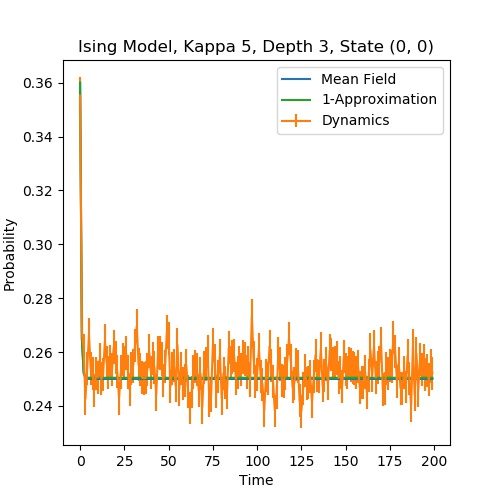 Ising Model, Kappa 5, Depth 3, State (0, 0)
Mean Field
1-Approximation
Dynamics
Probability
0.36
0.34
0.32
0.30
0.28
0.26
0.24
0 25 50 75 100 125 150 175 200
Time